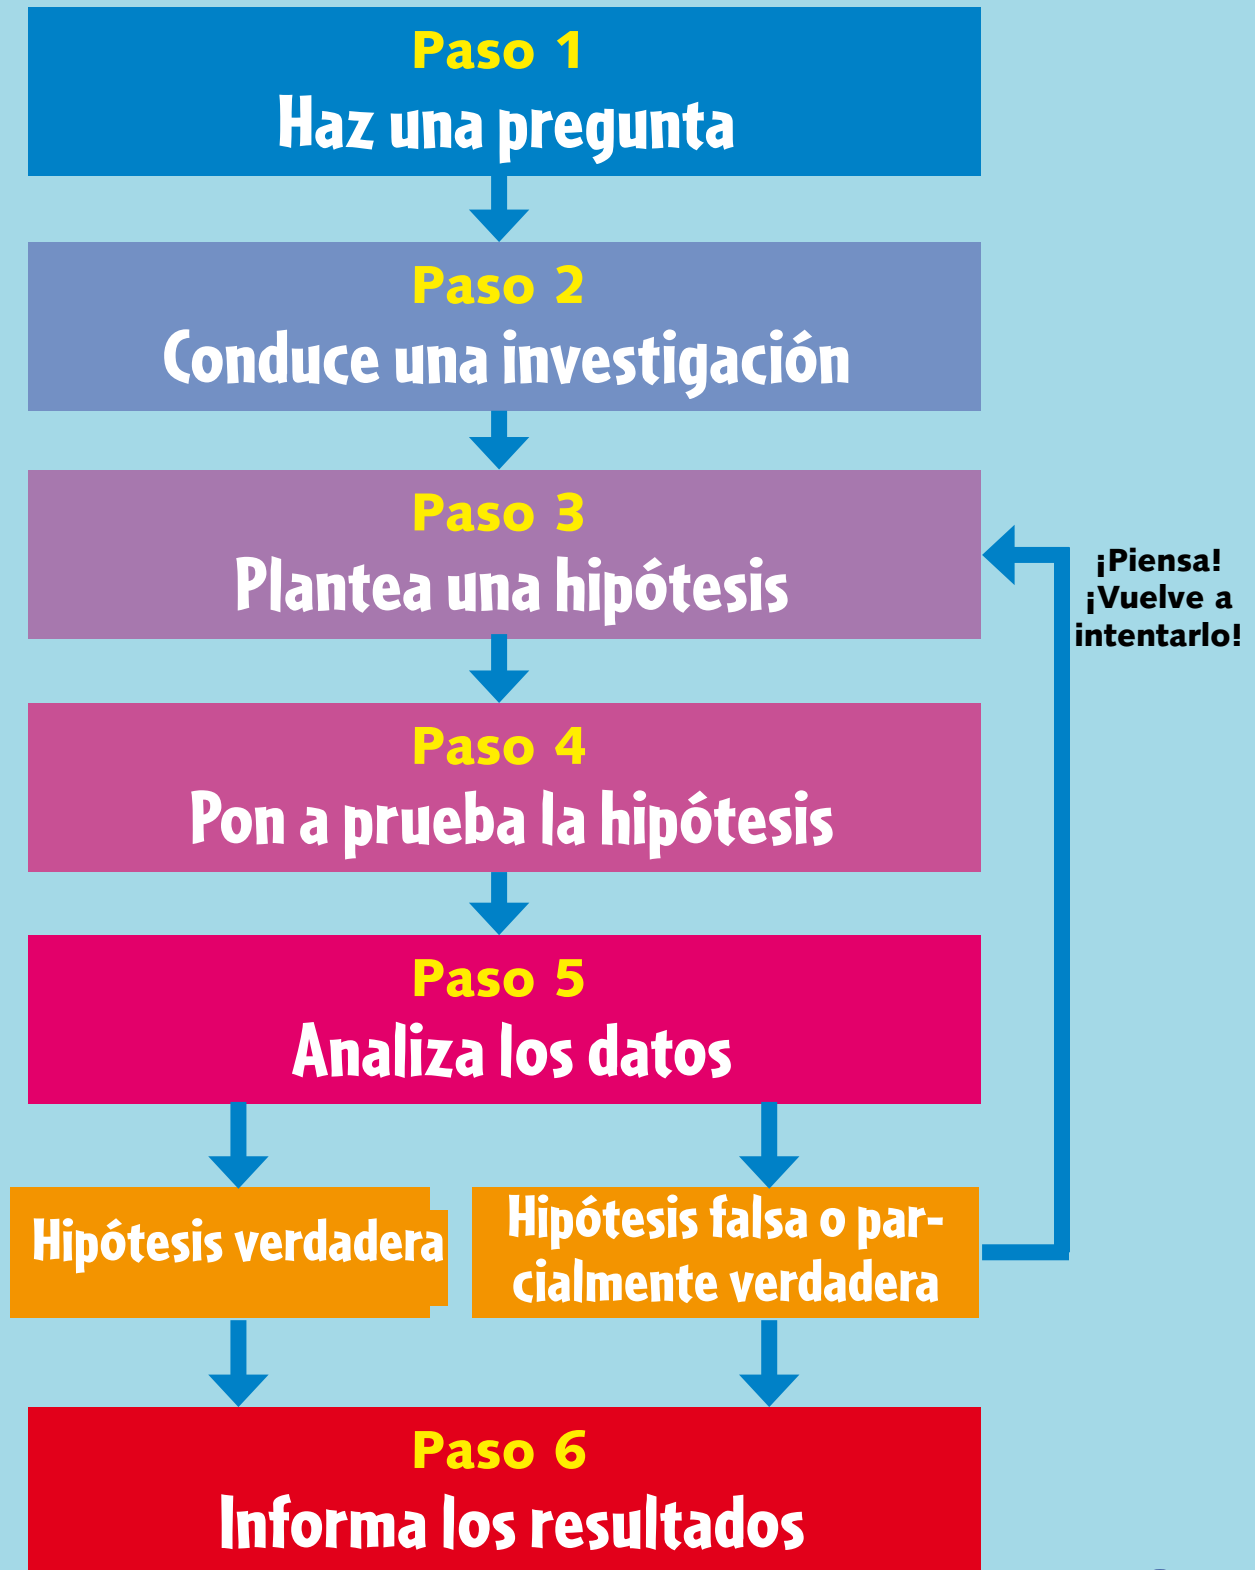 Paso 1
Haz una pregunta
Paso 2
Conduce una investigación
Paso 3
Plantea una hipótesis
¡Piensa!
¡Vuelve a
intentarlo!
Paso 4
Pon a prueba la hipótesis
Paso 5
Analiza los datos
Hipótesis verdadera
Hipótesis falsa o par-
cialmente verdadera
Paso 6
Informa los resultados